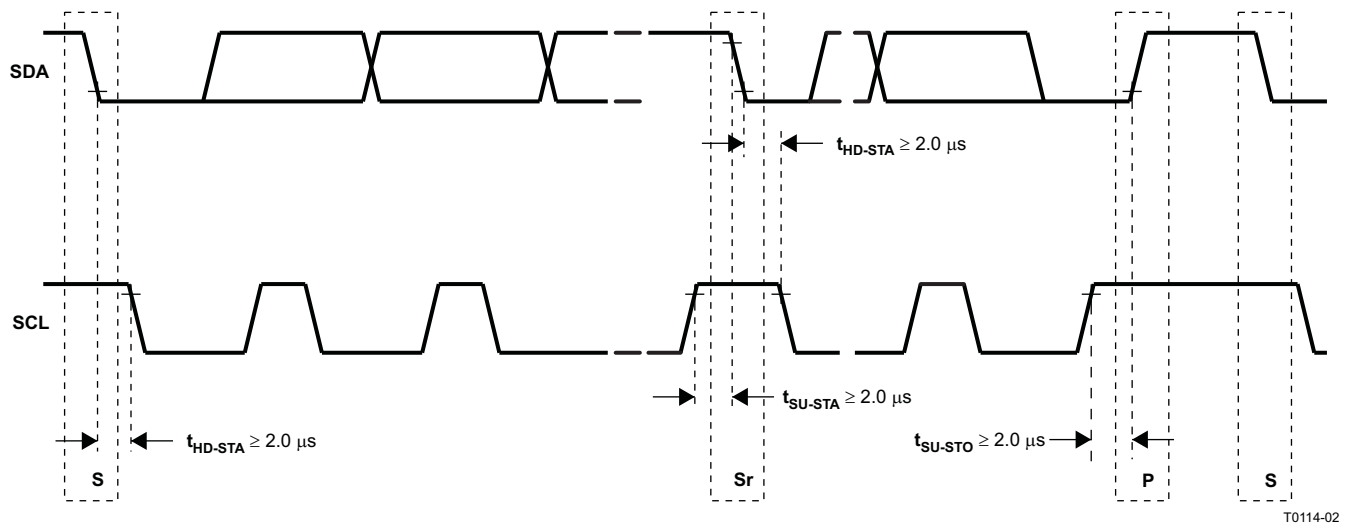 SDA
t_HD-STA ≥ 2.0 μs
SCL
t_SU-STA ≥ 2.0 μs
t_HD-STA ≥ 2.0 μs
t_SU-STO ≥ 2.0 μs
S
Sr
P
S
T0114-02